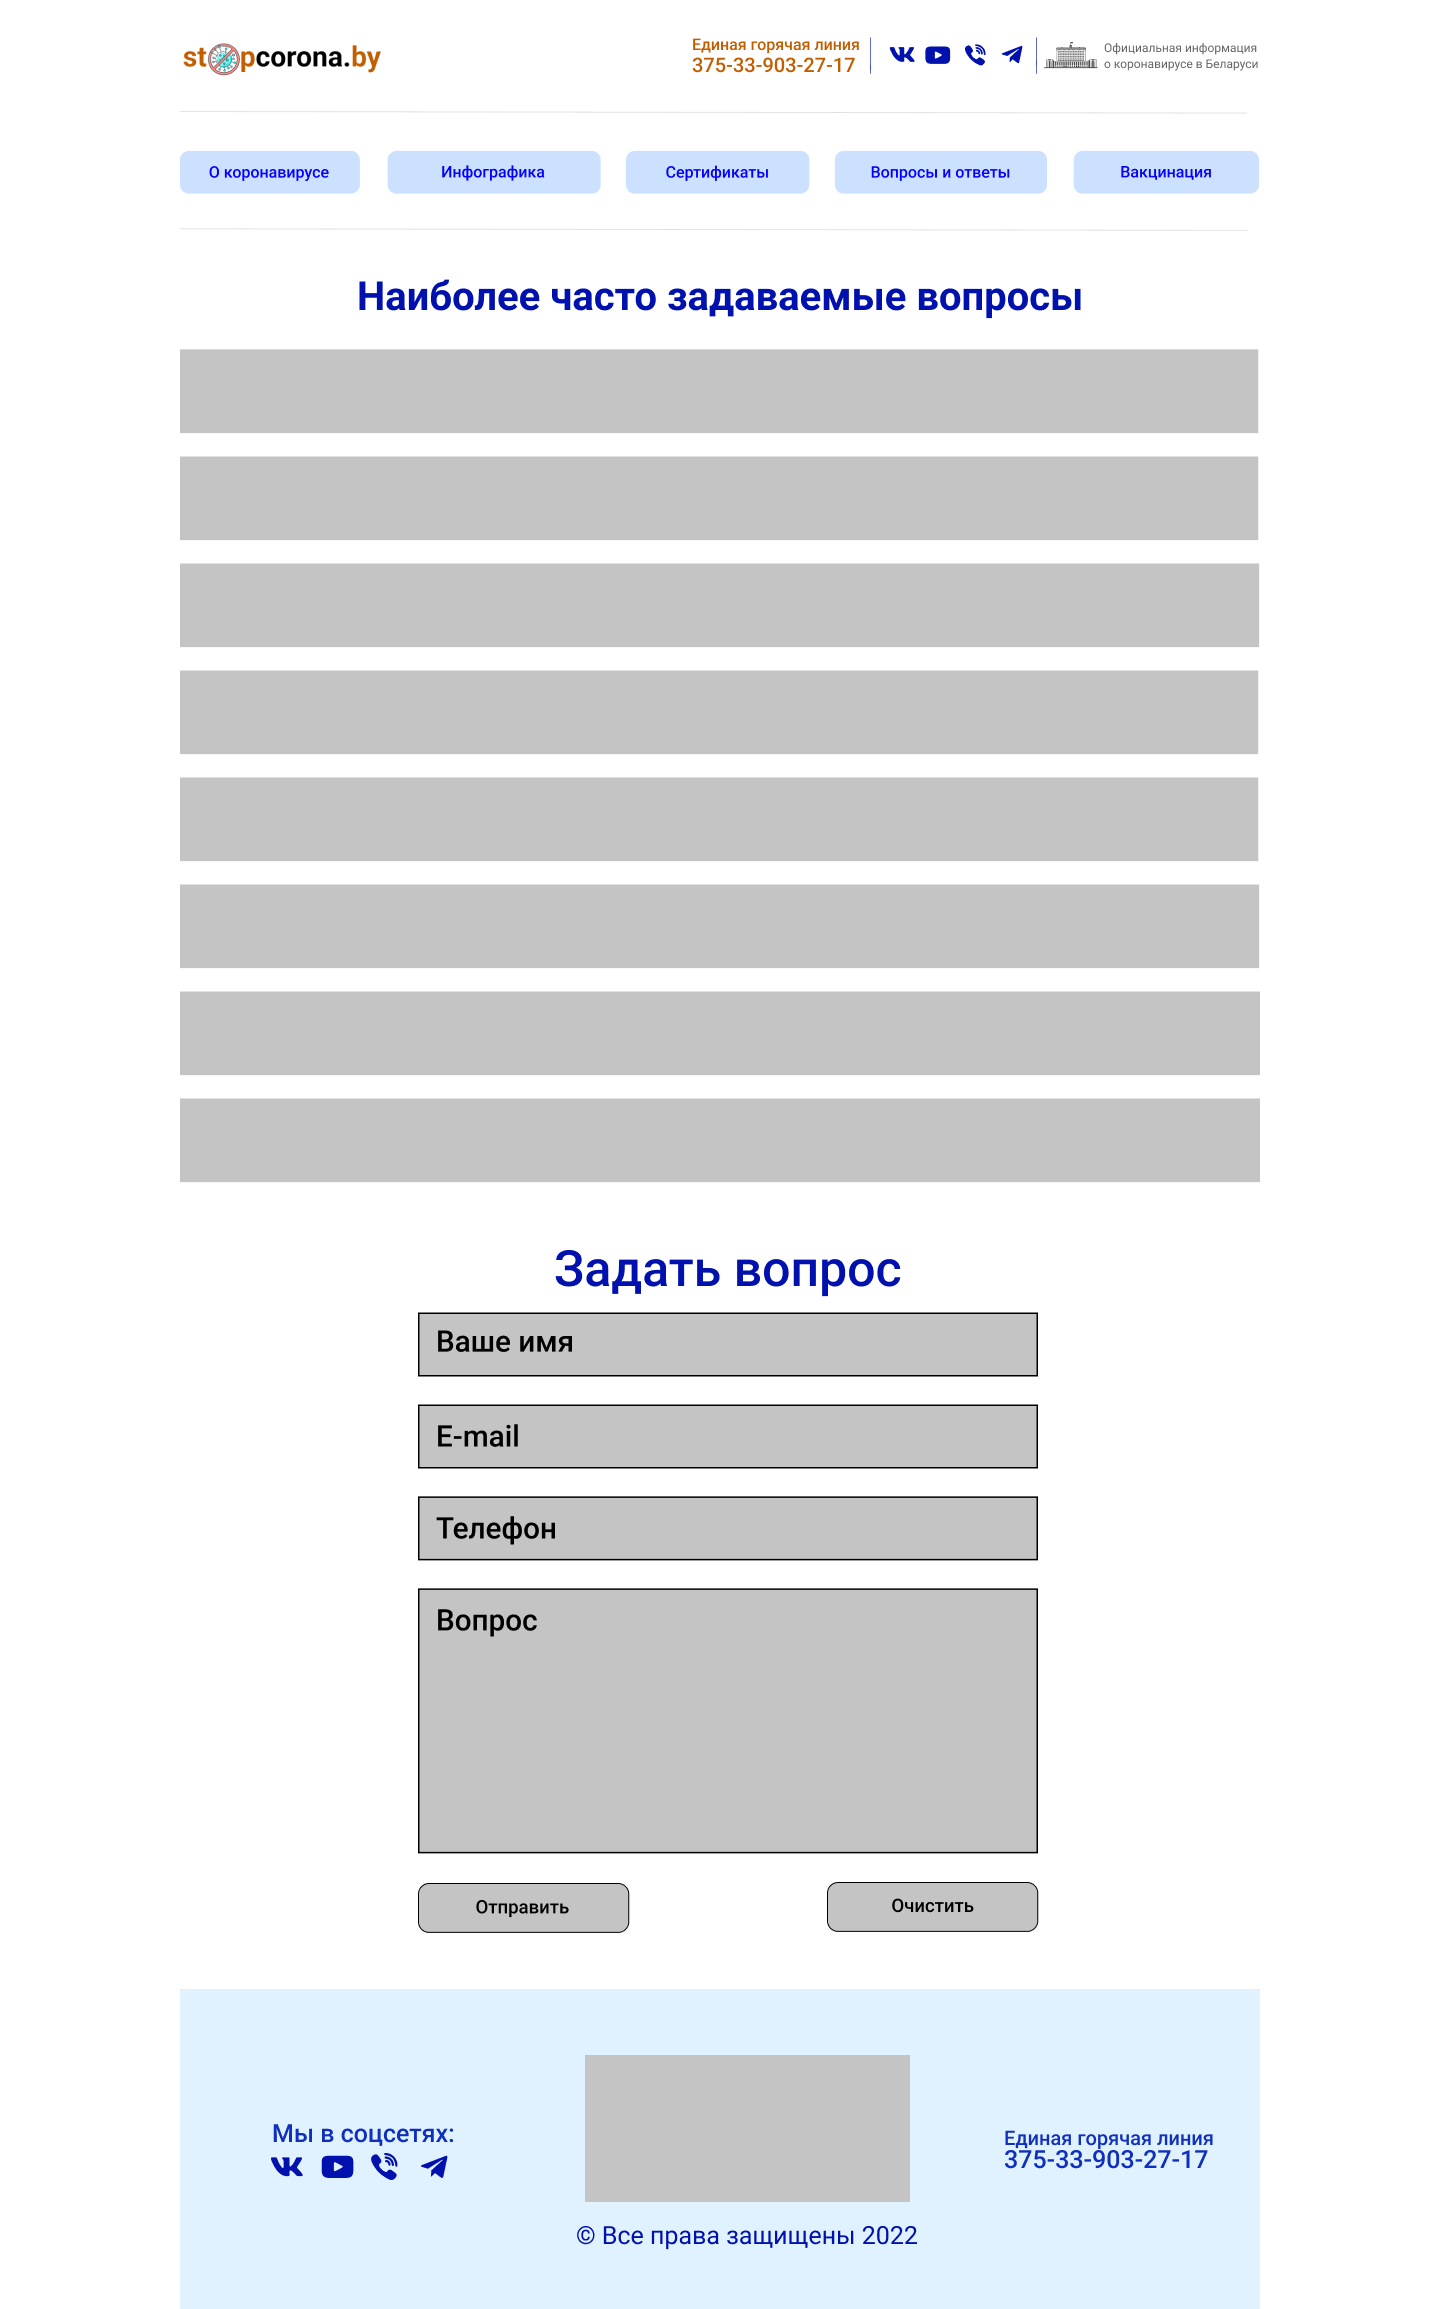 stopcorona.by
Единая горячая линия
375-33-903-27-17
Официальная информация
о коронавирусе в Беларуси
О коронавирусе
Инфографика
Сертификаты
Вопросы и ответы
Вакцинация
Наиболее часто задаваемые вопросы
Задать вопрос
Ваше имя
E-mail
Телефон
Вопрос
Отправить
Очистить
Мы в соцсетях:
Единая горячая линия
375-33-903-27-17
© Все права защищены 2022